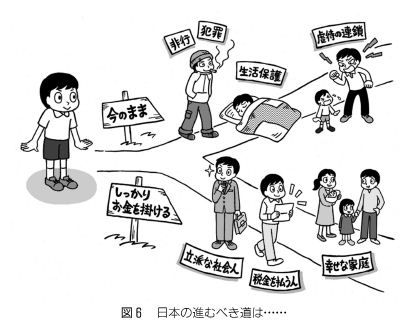 非行
犯罪
生活保護
虐待の連鎖
今のまま
しっかり
お金を掛ける
立派な社会人
税金を払う人
幸せな家庭
図6 日本の進むべき道は……